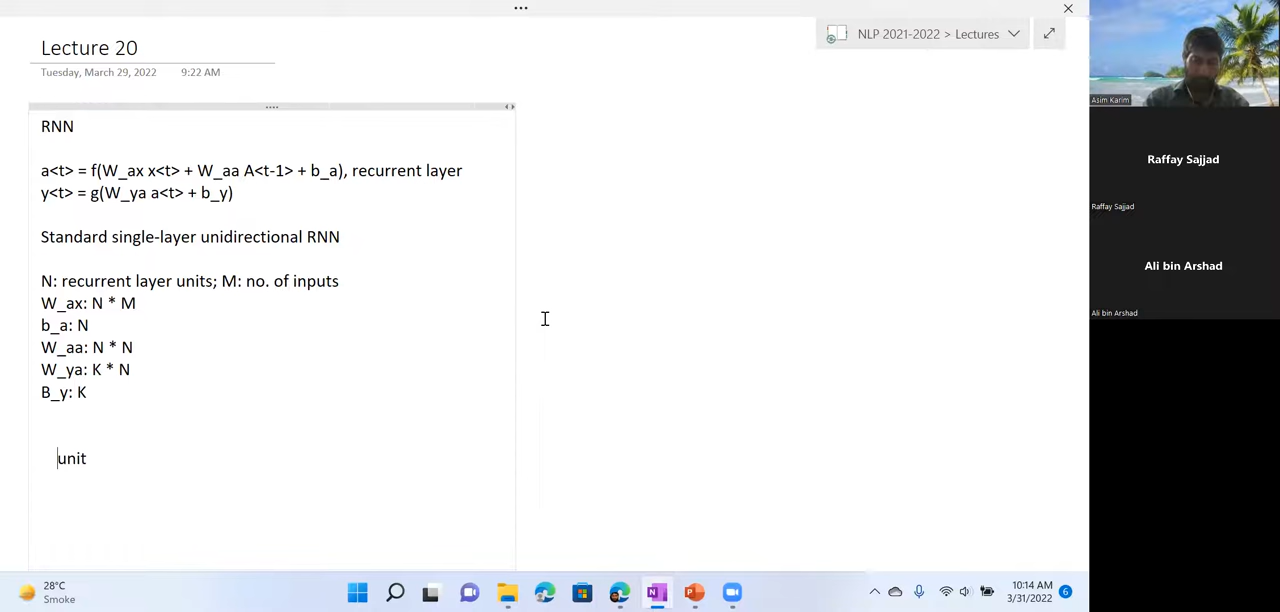 Lecture 20
Tuesday, March 29, 2022 9:22 AM
NLP 2021-2022 > Lectures
RNN
a<t> = f(W_ax x<t> + W_aa A<t-1> + b_a), recurrent layer
y<t> = g(W_ya a<t> + b_y)
Standard single-layer unidirectional RNN
N: recurrent layer units; M: no. of inputs
W_ax: N * M
b_a: N
W_aa: N * N
W_ya: K * N
B_y: K
unit
Asim Karim
Raffay Sajjad
Raffay Sajjad
Ali bin Arshad
Ali bin Arshad
28°C
Smoke
10:14 AM
3/31/2022
6